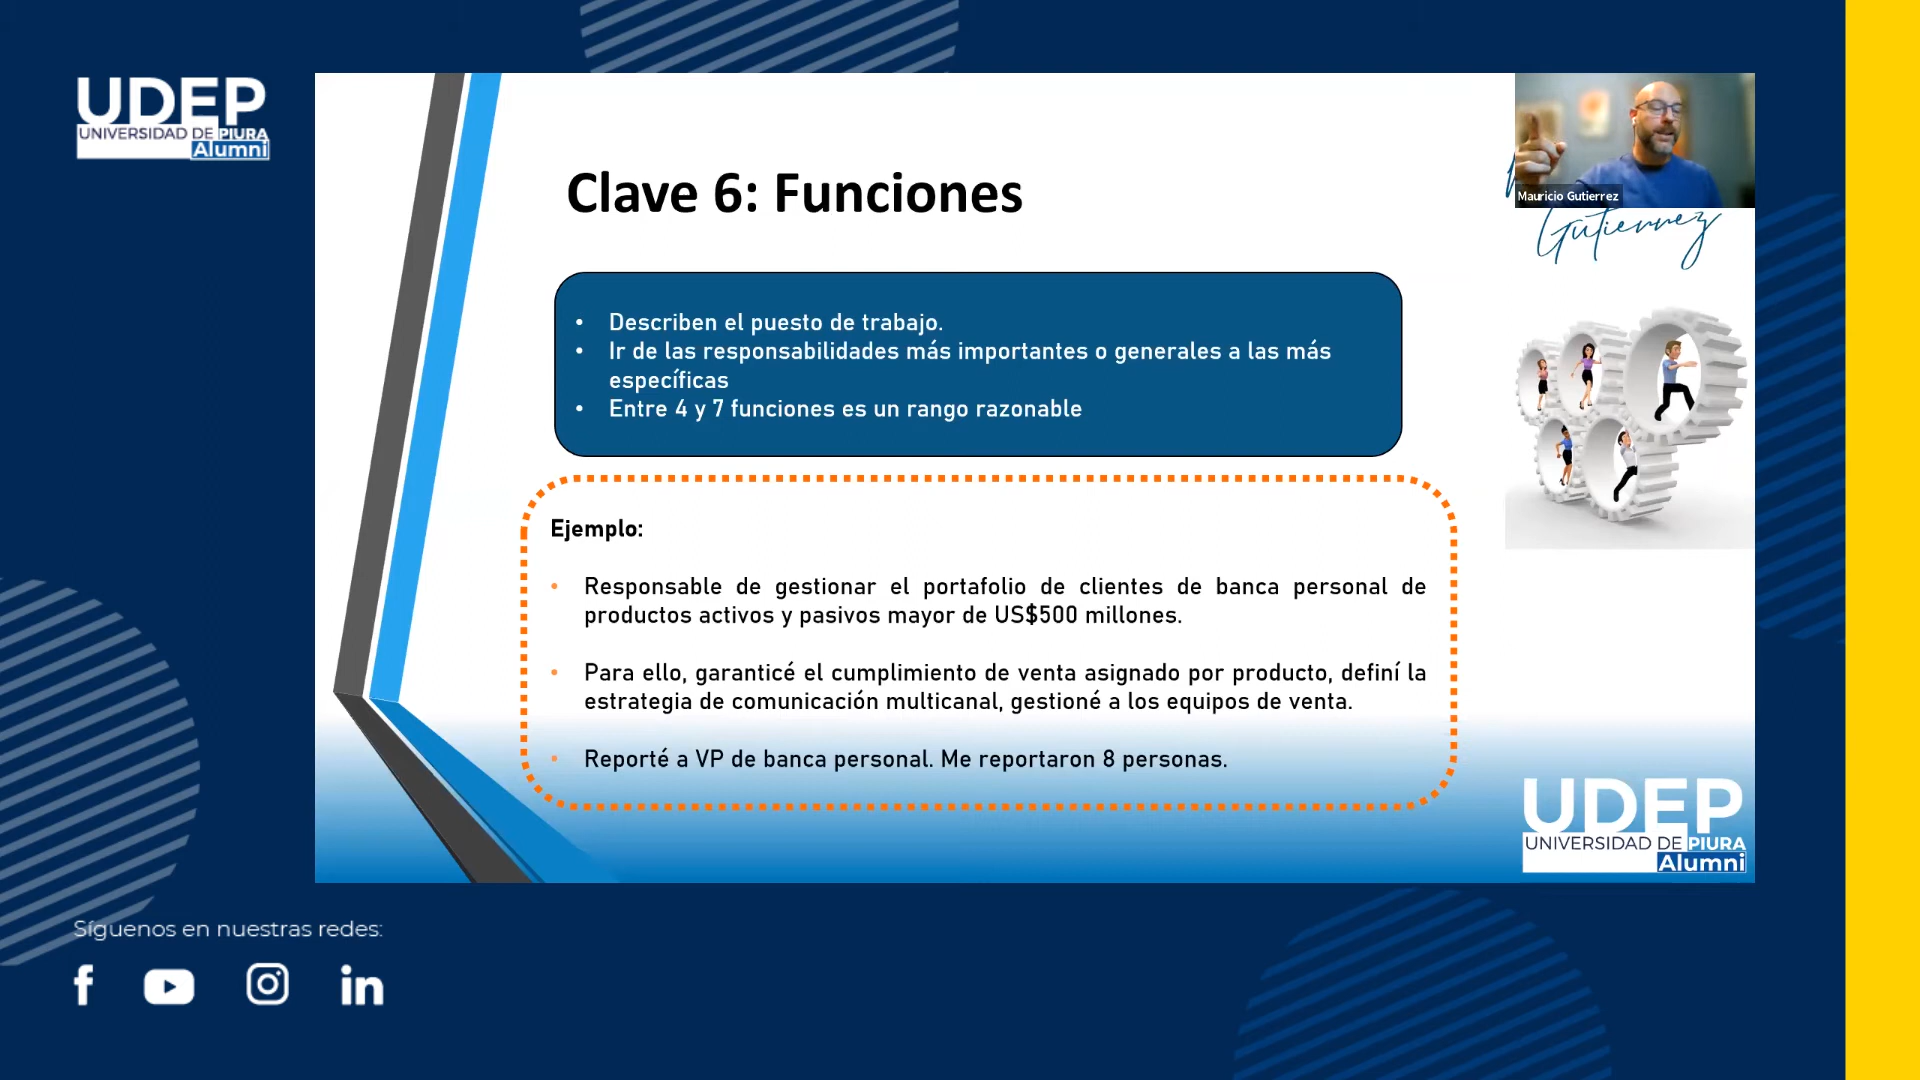 UDEP
UNIVERSIDAD DE PIURA
Alumni
Clave 6: Funciones
Mauricio Gutierrez
Gutierrez
• Describen el puesto de trabajo.
• Ir de las responsabilidades más importantes o generales a las más
específicas
• Entre 4 y 7 funciones es un rango razonable
Ejemplo:
• Responsable de gestionar el portafolio de clientes de banca personal de
productos activos y pasivos mayor de US$500 millones.
• Para ello, garanticé el cumplimiento de venta asignado por producto, definí la
estrategia de comunicación multicanal, gestioné a los equipos de venta.
• Reporté a VP de banca personal. Me reportaron 8 personas.
UDEP
UNIVERSIDAD DE PIURA
Alumni
Síguenos en nuestras redes: